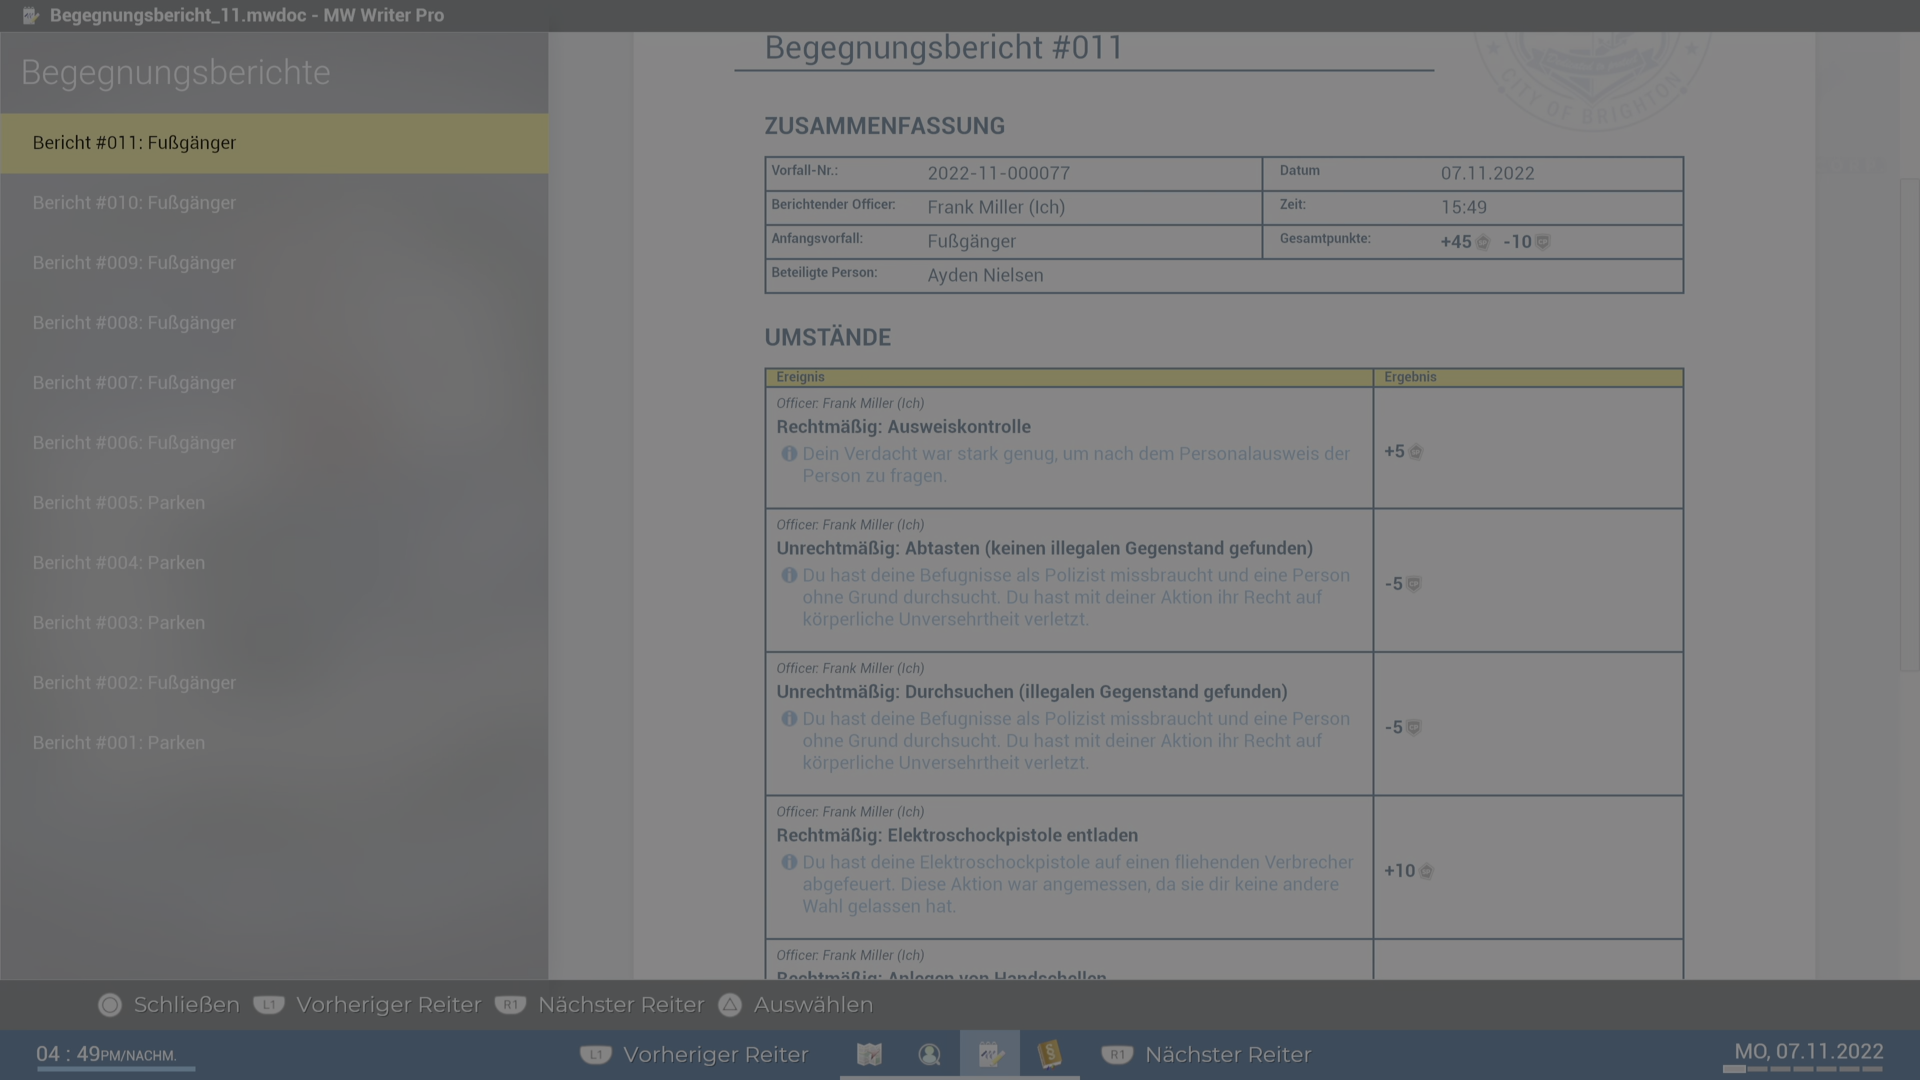 Begegnungsbericht_11.mwdoc - MW Writer Pro
Begegnungsberichte
Bericht #011: Fußgänger
Bericht #010: Fußgänger
Bericht #009: Fußgänger
Bericht #008: Fußgänger
Bericht #007: Fußgänger
Bericht #006: Fußgänger
Bericht #005: Parken
Bericht #004: Parken
Bericht #003: Parken
Bericht #002: Fußgänger
Bericht #001: Parken
Begegnungsbericht #011
CITY OF BRIGHTON
ZUSAMMENFASSUNG
Vorfall-Nr.: 2022-11-000077 Datum 07.11.2022
Berichtender Officer: Frank Miller (Ich) Zeit: 15:49
Anfangsvorfall: Fußgänger Gesamtpunkte: +45 -10
Beteiligte Person: Ayden Nielsen
UMSTÄNDE
Ereignis Ergebnis
Officer: Frank Miller (Ich)
Rechtmäßig: Ausweiskontrolle
Dein Verdacht war stark genug, um nach dem Personalausweis der
Person zu fragen.
+5
Officer: Frank Miller (Ich)
Unrechtmäßig: Abtasten (keinen illegalen Gegenstand gefunden)
Du hast deine Befugnisse als Polizist missbraucht und eine Person
ohne Grund durchsucht. Du hast mit deiner Aktion ihr Recht auf
körperliche Unversehrtheit verletzt.
-5
Officer: Frank Miller (Ich)
Unrechtmäßig: Durchsuchen (illegalen Gegenstand gefunden)
Du hast deine Befugnisse als Polizist missbraucht und eine Person
ohne Grund durchsucht. Du hast mit deiner Aktion ihr Recht auf
körperliche Unversehrtheit verletzt.
-5
Officer: Frank Miller (Ich)
Rechtmäßig: Elektroschockpistole entladen
Du hast deine Elektroschockpistole auf einen fliehenden Verbrecher
abgefeuert. Diese Aktion war angemessen, da sie dir keine andere
Wahl gelassen hat.
+10
Officer: Frank Miller (Ich)
Rechtmäßig: Anlegen von Handschellen
Schließen L1 Vorheriger Reiter R1 Nächster Reiter Auswählen
04 : 49PM/NACHM. L1 Vorheriger Reiter R1 Nächster Reiter MO, 07.11.2022